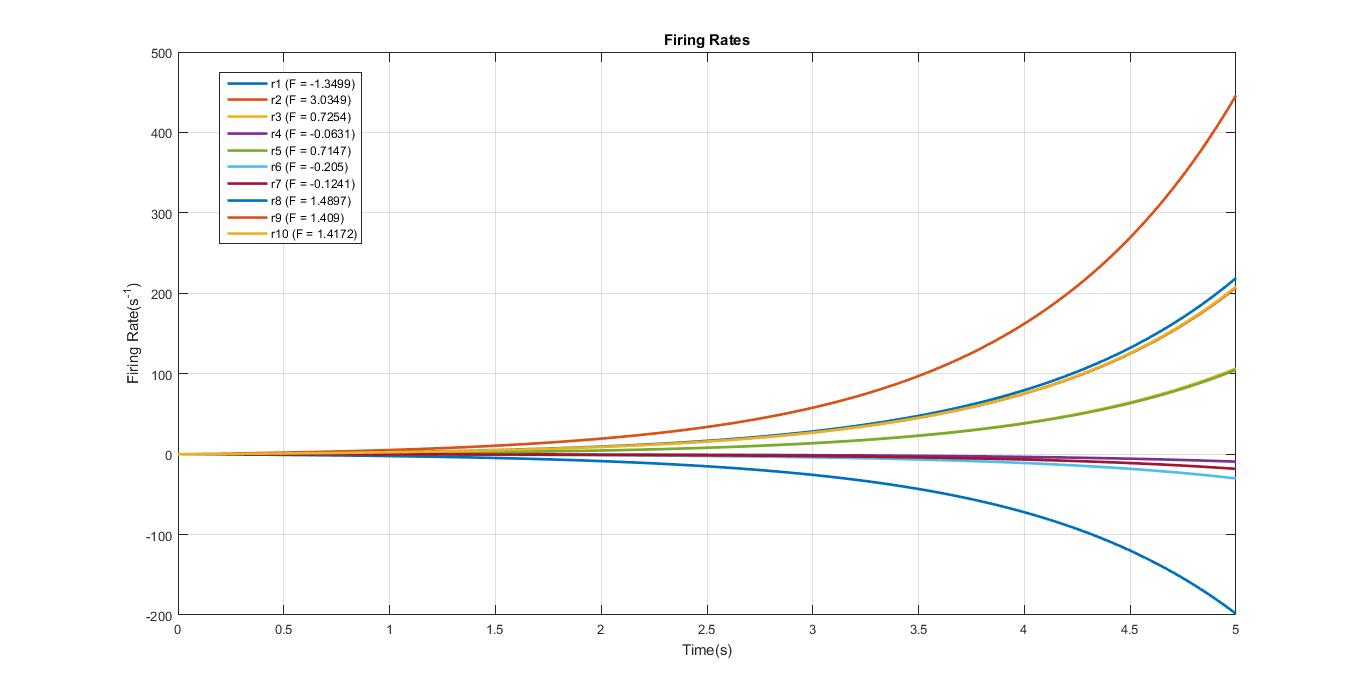 Firing Rates
500
400
300
200
100
0
-100
-200
Firing Rate(s-1)
r1 (F = -1.3499)
r2 (F = 3.0349)
r3 (F = 0.7254)
r4 (F = -0.0631)
r5 (F = 0.7147)
r6 (F = -0.205)
r7 (F = -0.1241)
r8 (F = 1.4897)
r9 (F = 1.409)
r10 (F = 1.4172)
0 0.5 1 1.5 2 2.5 3 3.5 4 4.5 5
Time(s)